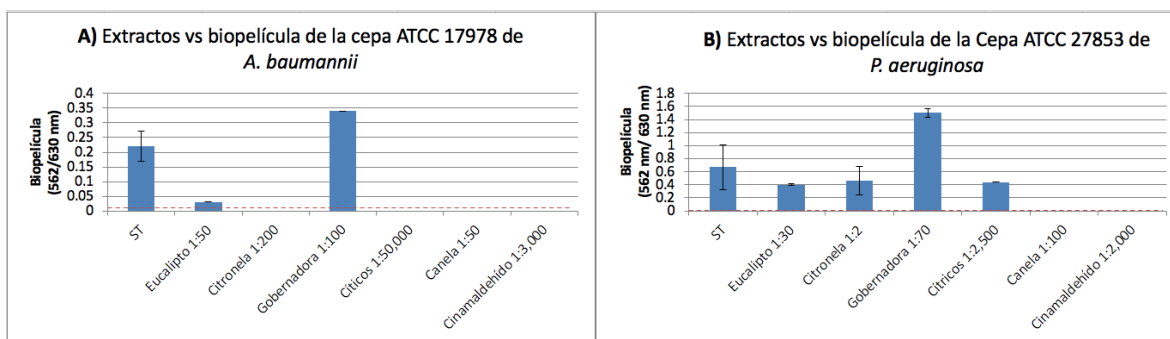 A) Extractos vs biopelícula de la cepa ATCC 17978 de
A. baumannii
Biopelícula
(562/630 nm)
0.4
0.35
0.3
0.25
0.2
0.15
0.1
0.05
0
ST
Eucalipto 1:50
Citronela 1:200
Gobernadora 1:100
Cíticos 1:50,000
Canela 1:50
Cinamaldehído 1:3,000
B) Extractos vs biopelícula de la Cepa ATCC 27853 de
P. aeruginosa
Biopelícula
(562 nm/ 630 nm)
1.8
1.6
1.4
1.2
1
0.8
0.6
0.4
0.2
0
ST
Eucalipto 1:30
Citronela 1:2
Gobernadora 1:70
Cítricos 1:2,500
Canela 1:100
Cinamaldehído 1:2,000